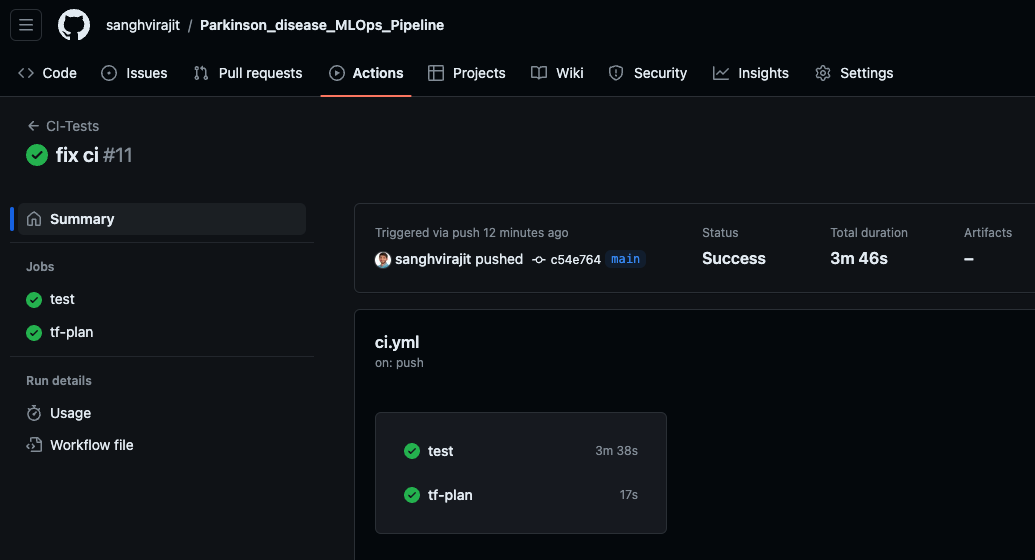 sanghvirajit / Parkinson_disease_MLOps_Pipeline
Code Issues Pull requests Actions Projects Wiki Security Insights Settings
CI-Tests
fix ci #11
Summary
Jobs
test
tf-plan
Run details
Usage
Workflow file
Triggered via push 12 minutes ago
sanghvirajit pushed c54e764 main
Status
Success
Total duration
3m 46s
Artifacts
–
ci.yml
on: push
test 3m 38s
tf-plan 17s